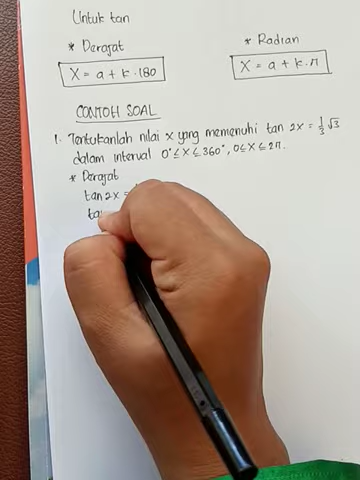 Untuk tan
* Derajat
* Radian
x = a + k · 180
x = a + k · π
CONTOH SOAL
1. Tentukanlah nilai x yang memenuhi tan 2x = 1/3 √3
dalam interval 0° ≤ x ≤ 360°, 0 ≤ x ≤ 2π.
* Derajat
tan 2x =
ta